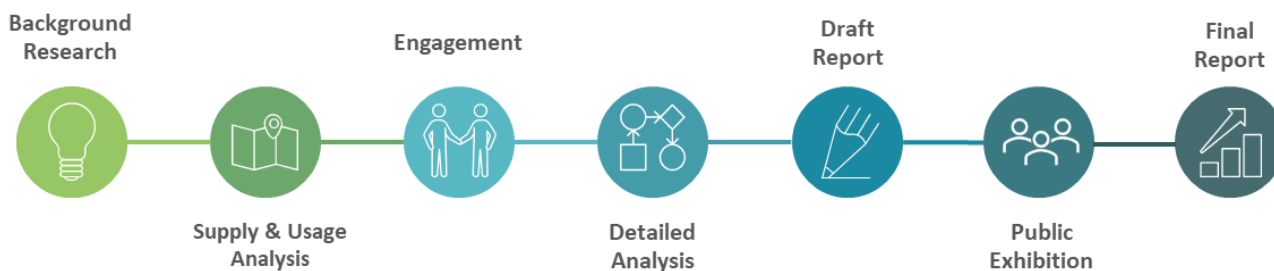 Background
Research
Supply & Usage
Analysis
Engagement
Detailed
Analysis
Draft
Report
Public
Exhibition
Final
Report